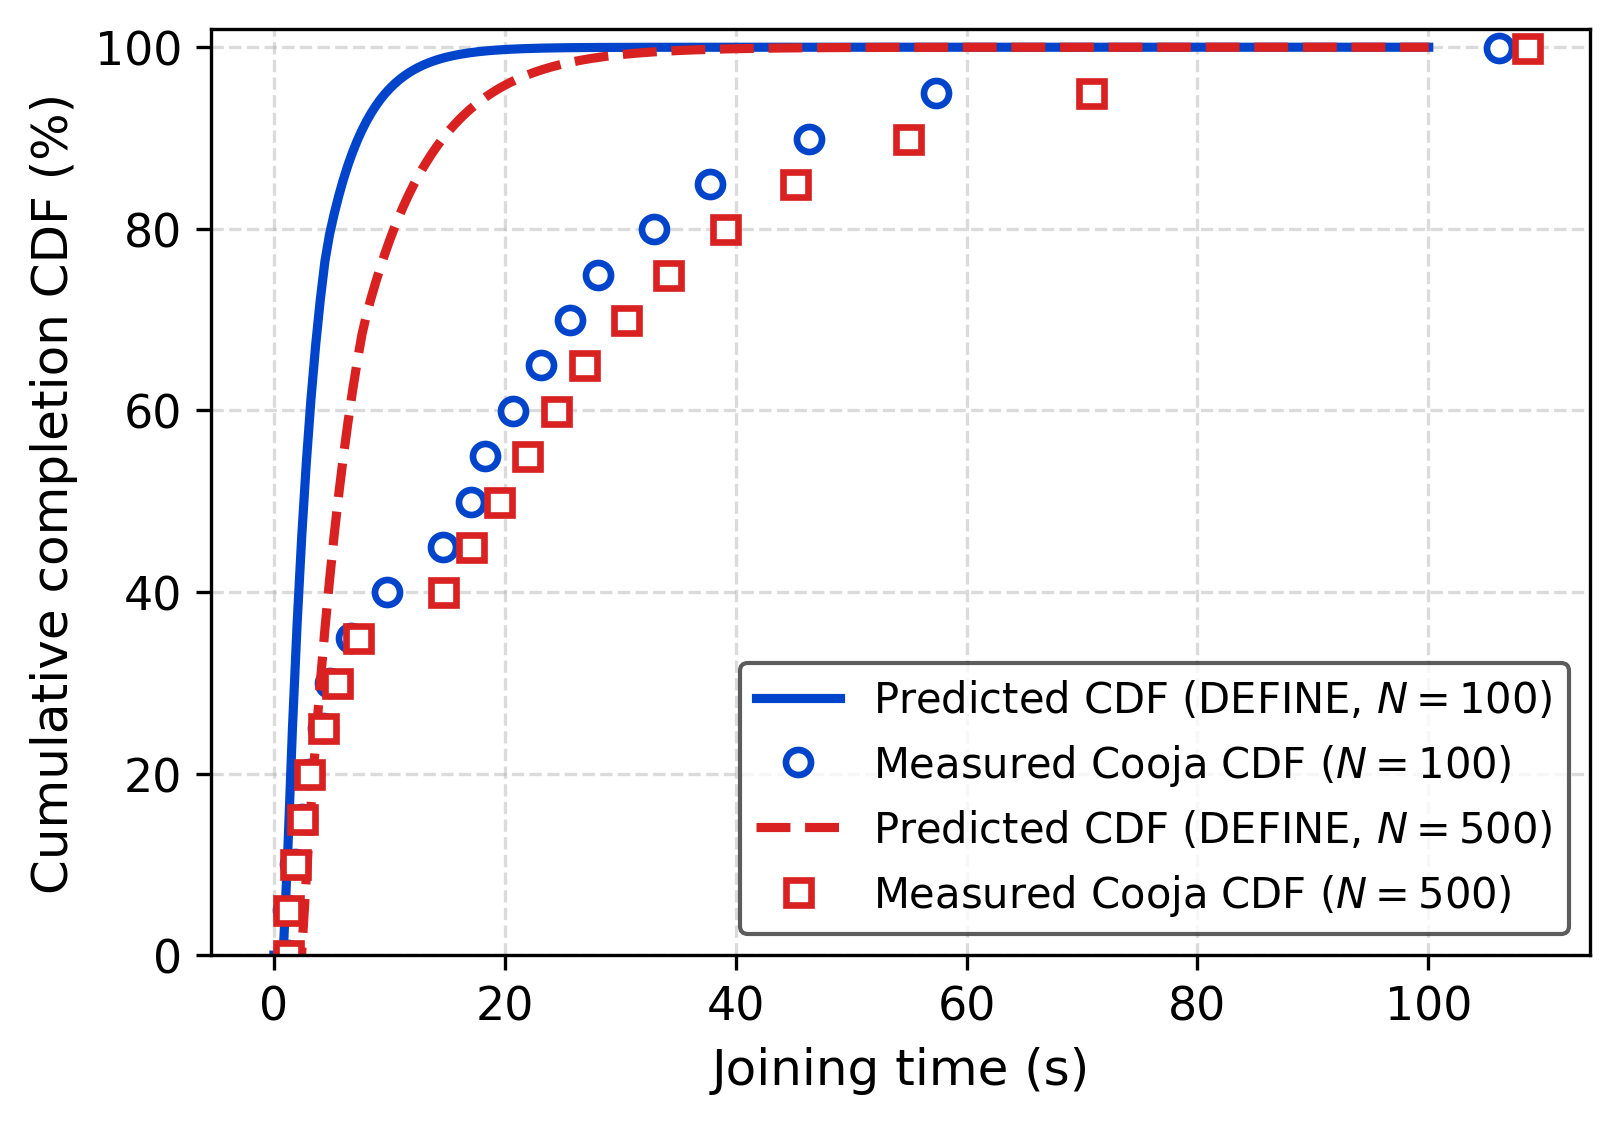 Cumulative completion CDF (%)
100
80
60
40
20
0
0 20 40 60 80 100
Joining time (s)
Predicted CDF (DEFINE, N = 100)
Measured Cooja CDF (N = 100)
Predicted CDF (DEFINE, N = 500)
Measured Cooja CDF (N = 500)